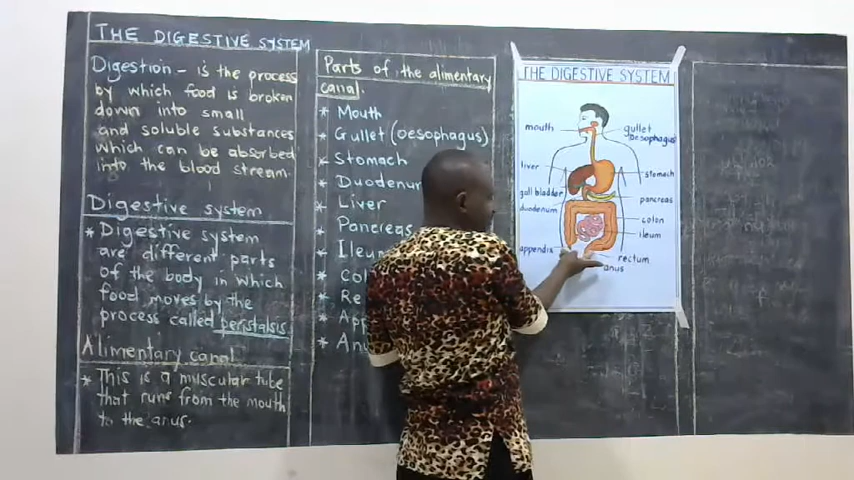 THE DIGESTIVE SYSTEM
Digestion - is the process
by which food is broken
down into small
and soluble substances
which can be absorbed
into the blood stream.
Digestive system
* Digestive system
are different parts
of the body in which
food moves by the
process called peristalsis
Alimentary canal
* This is a muscular tube
that runs from the mouth
to the anus.
Parts of the alimentary
canal.
* Mouth
* Gullet (oesophagus)
* Stomach
* Duodenum
* Liver
* Pancreas
* Ileum
*
*
*
*
THE DIGESTIVE SYSTEM
mouth
gullet
oesophagus
liver
stomach
gall bladder
pancreas
duodenum
colon
ileum
appendix
rectum
anus